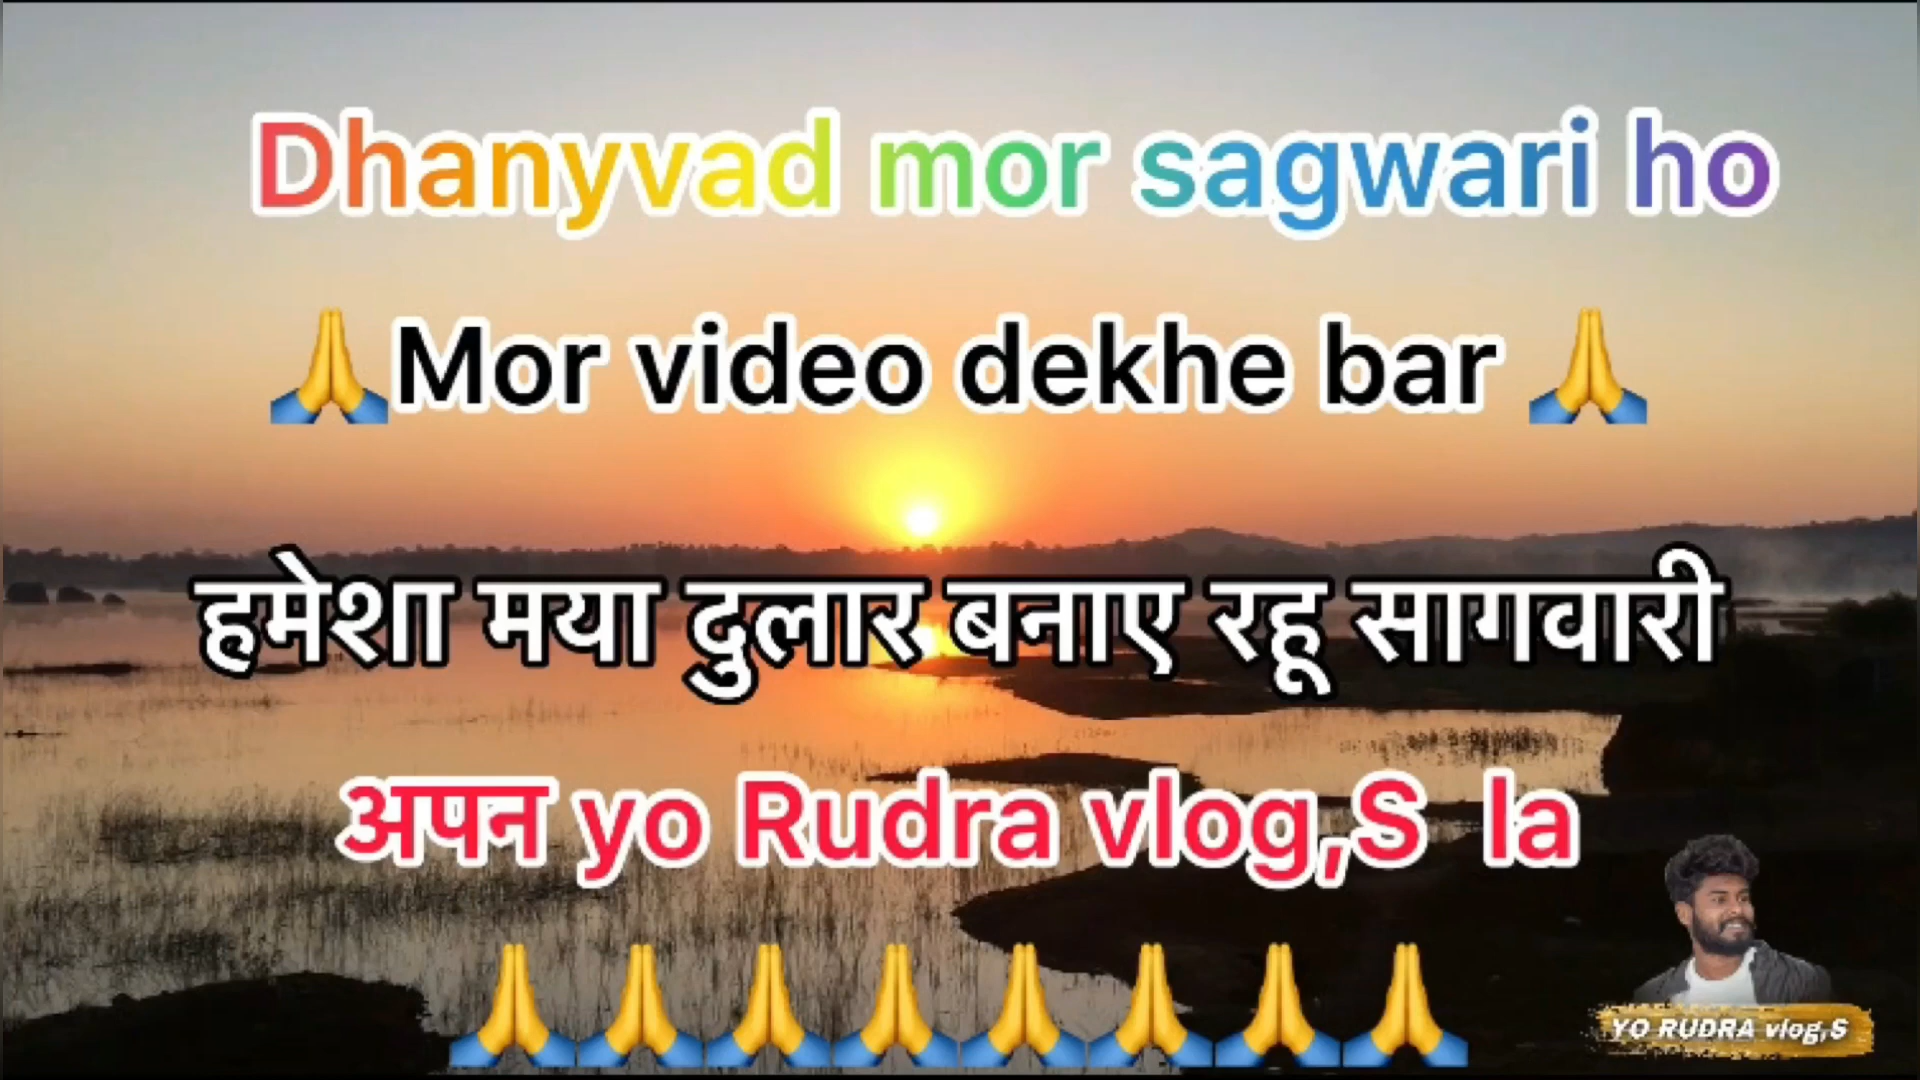 Dhanyvad mor sagwari ho
🙏Mor video dekhe bar 🙏
हमेशा मया दुलार बनाए रहू सागवारी
अपन yo Rudra vlog,S la
🙏🙏🙏🙏🙏🙏🙏🙏
YO RUDRA vlog,S